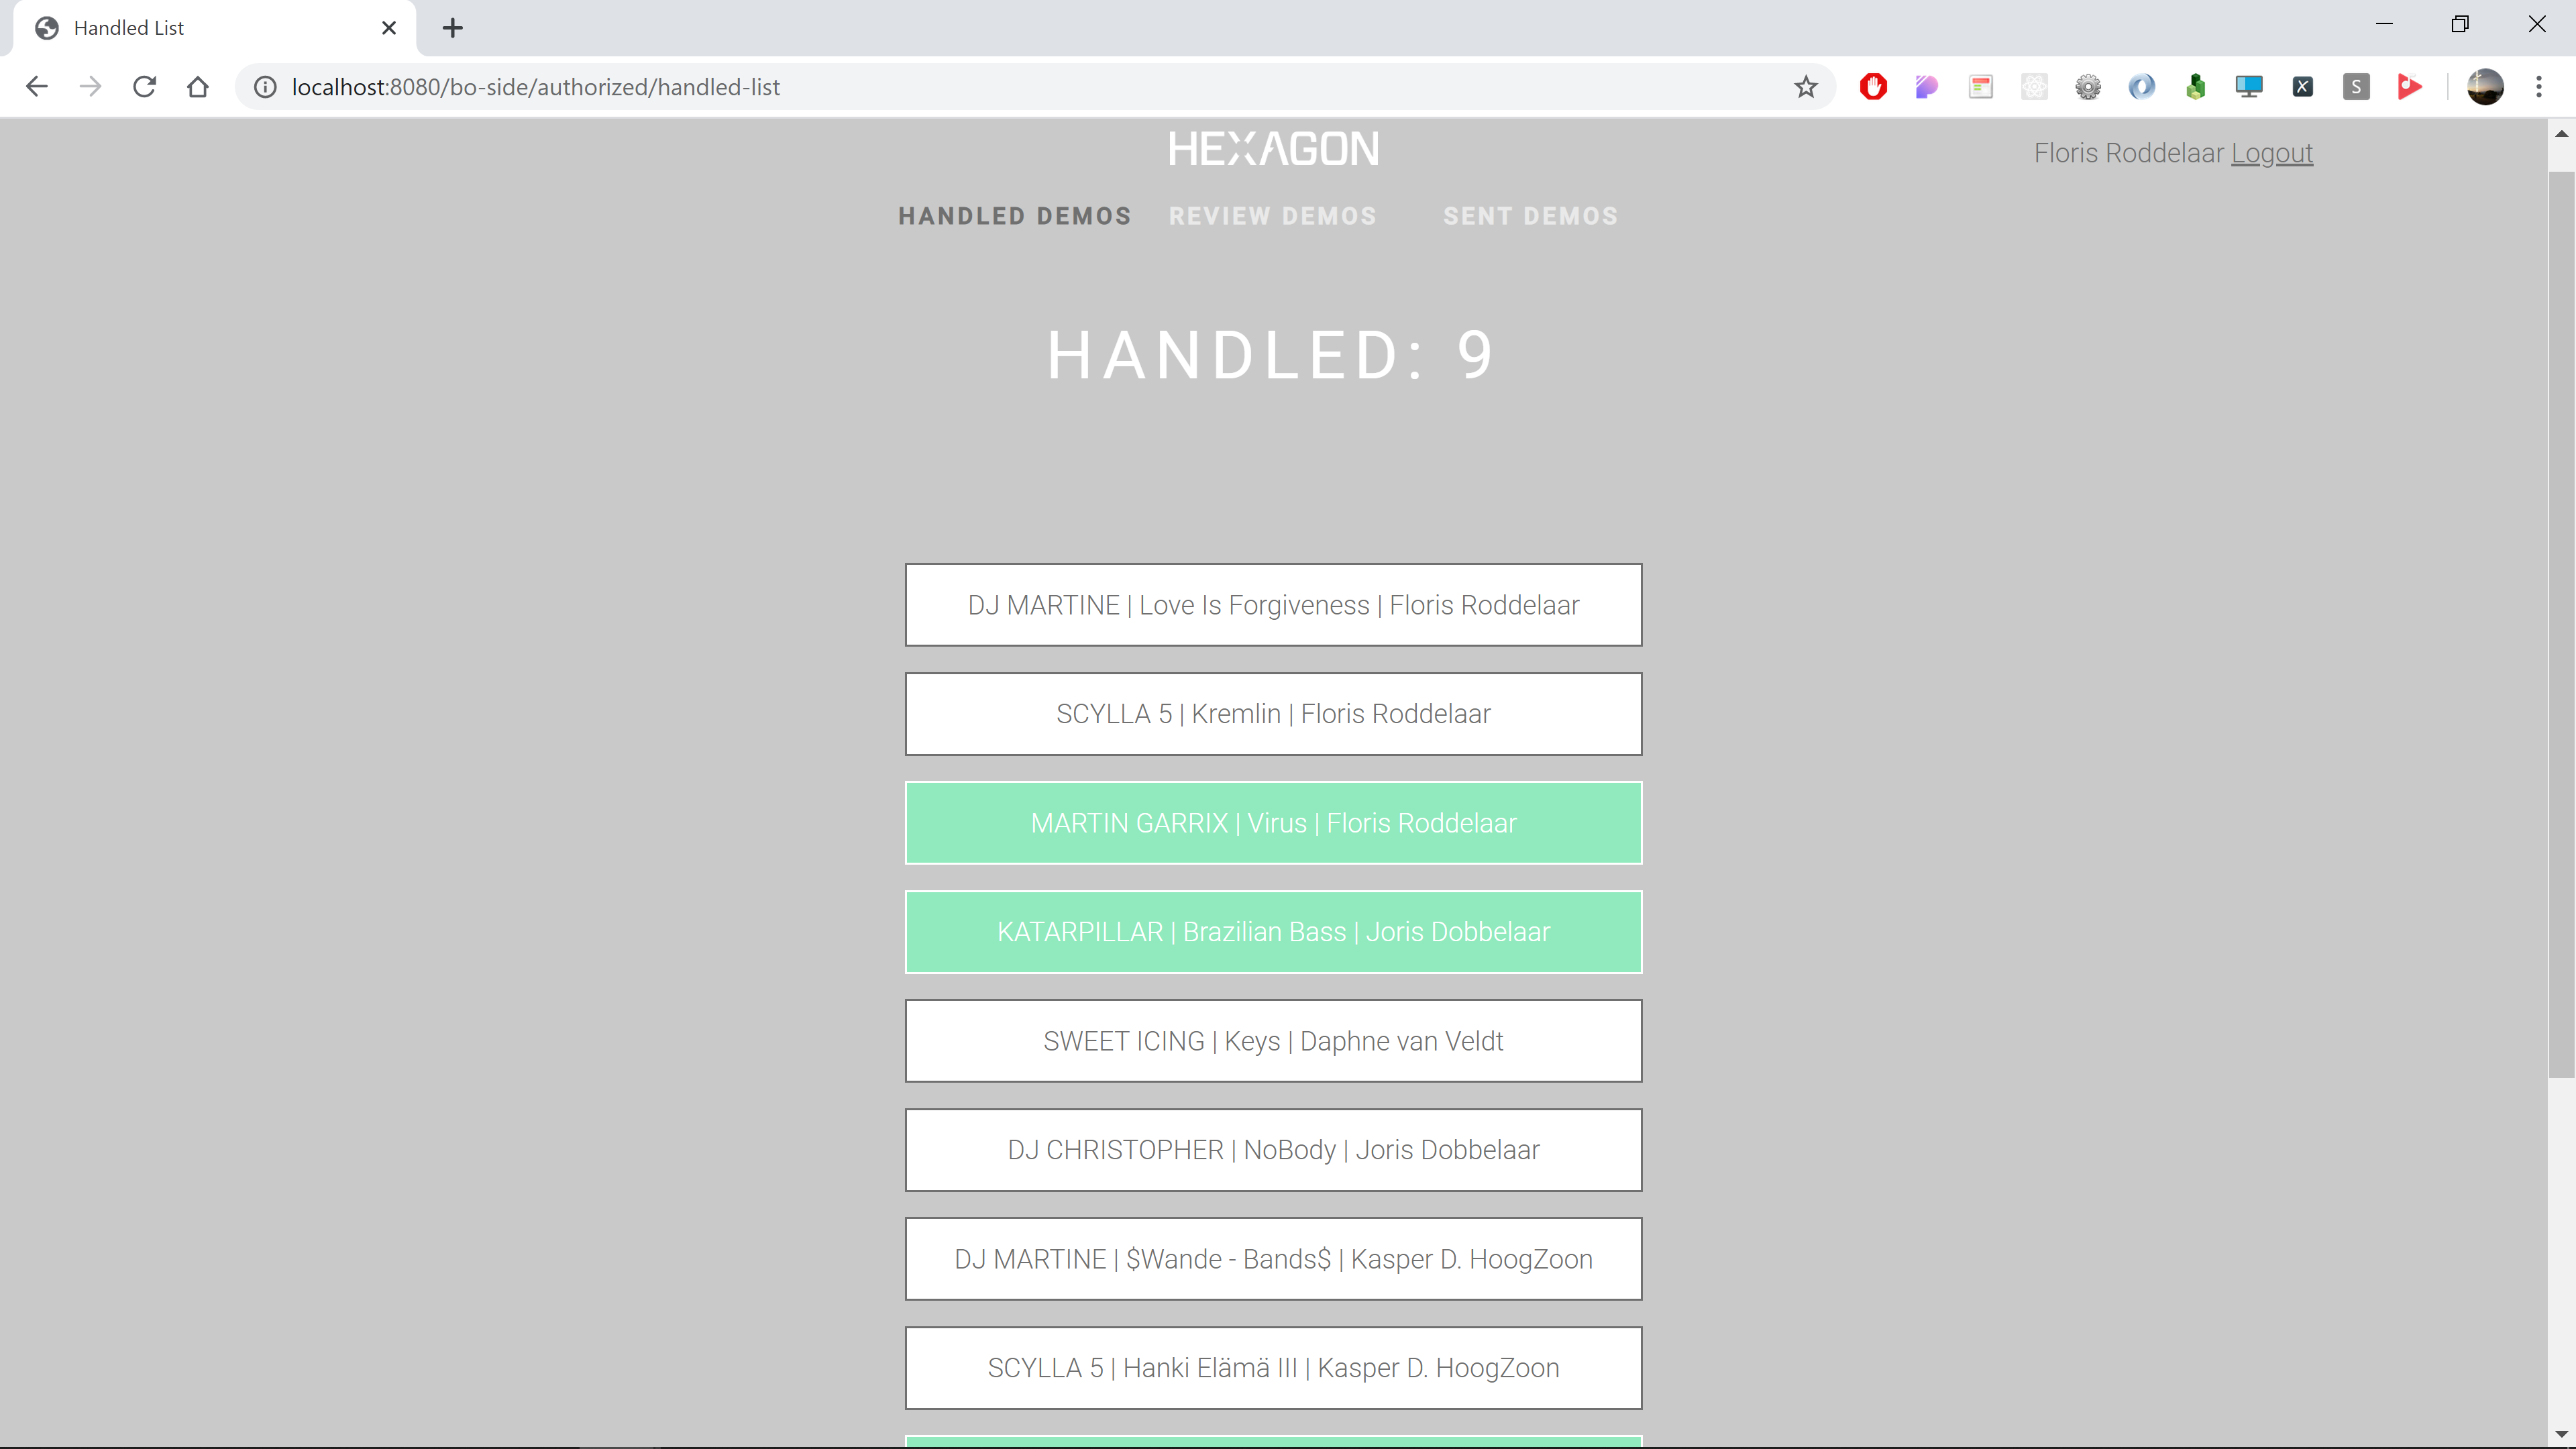 Handled List
localhost:8080/bo-side/authorized/handled-list
HEXAGON
Floris Roddelaar Logout
HANDLED DEMOS REVIEW DEMOS SENT DEMOS
HANDLED: 9
DJ MARTINE | Love Is Forgiveness | Floris Roddelaar
SCYLLA 5 | Kremlin | Floris Roddelaar
MARTIN GARRIX | Virus | Floris Roddelaar
KATARPILLAR | Brazilian Bass | Joris Dobbelaar
SWEET ICING | Keys | Daphne van Veldt
DJ CHRISTOPHER | NoBody | Joris Dobbelaar
DJ MARTINE | $Wande - Bands$ | Kasper D. HoogZoon
SCYLLA 5 | Hanki Elämä III | Kasper D. HoogZoon